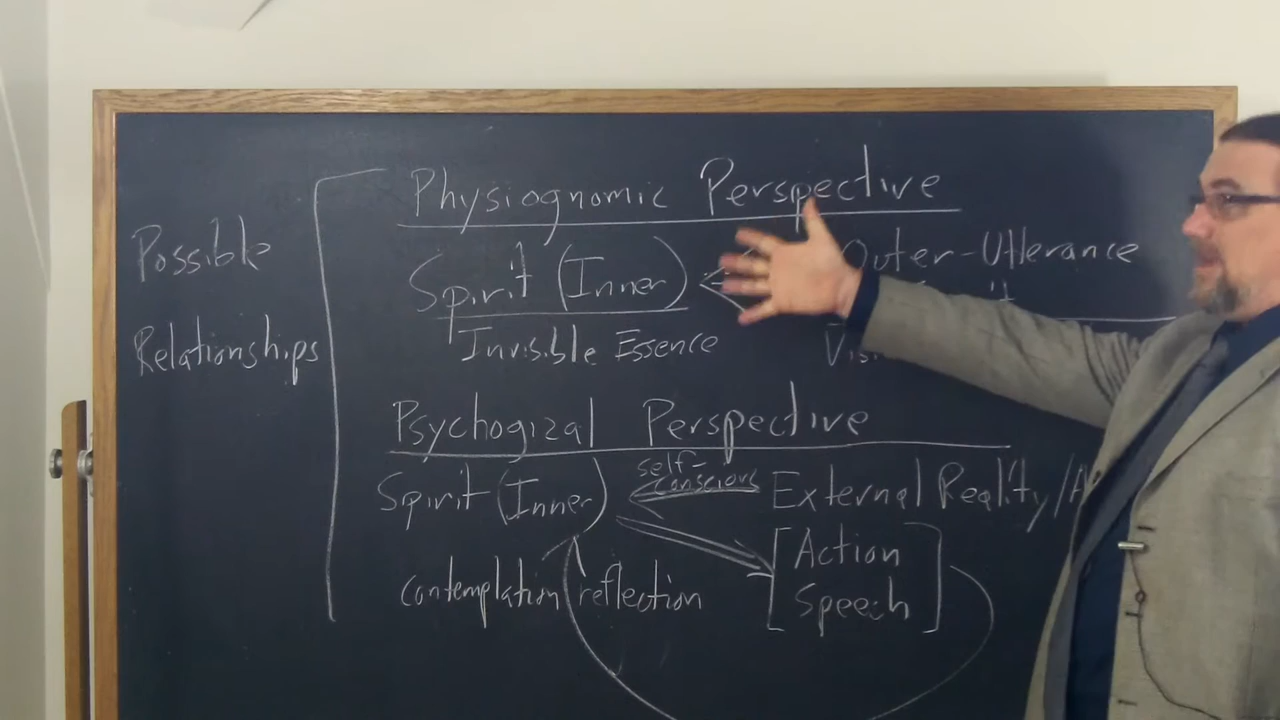 Possible
Relationships
Physiognomic Perspective
Spirit (Inner) Outer-Utterance
Invisible Essence
Psychogizal Perspective
Spirit (Inner) self-conscious External Reality/A
[Action
Speech]
contemplation reflection